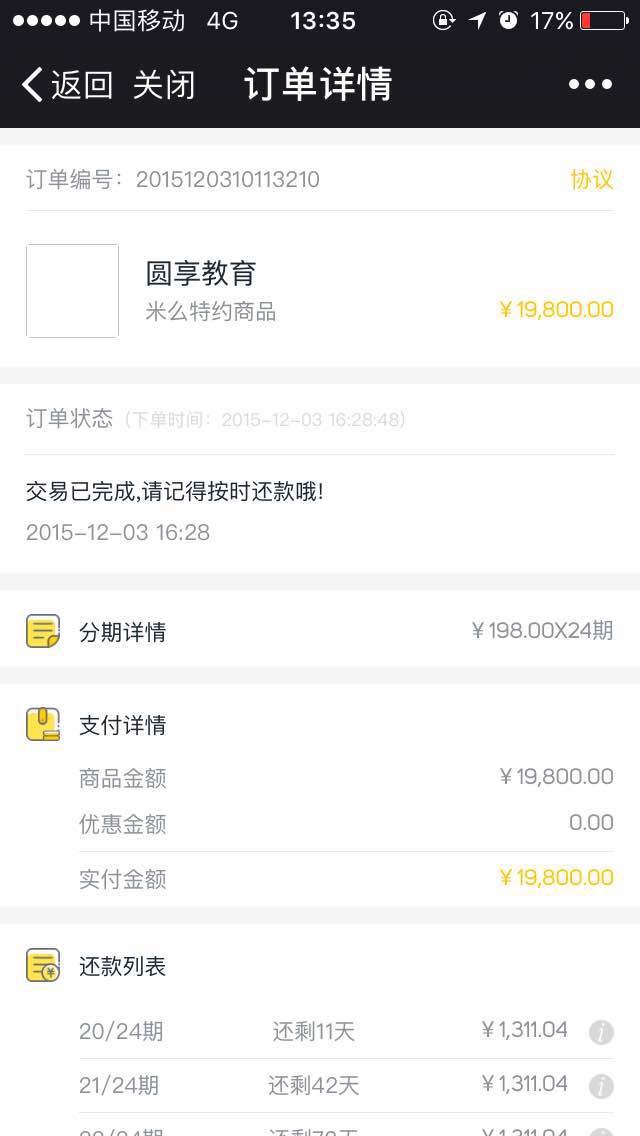 中国移动 4G 13:35 17%
返回 关闭 订单详情
订单编号：2015120310113210 协议
圆享教育
米么特约商品 ￥19,800.00
订单状态（下单时间：2015-12-03 16:28:48）
交易已完成,请记得按时还款哦!
2015-12-03 16:28
分期详情 ￥198.00X24期
支付详情
商品金额 ￥19,800.00
优惠金额 0.00
实付金额 ￥19,800.00
还款列表
20/24期 还剩11天 ￥1,311.04
21/24期 还剩42天 ￥1,311.04